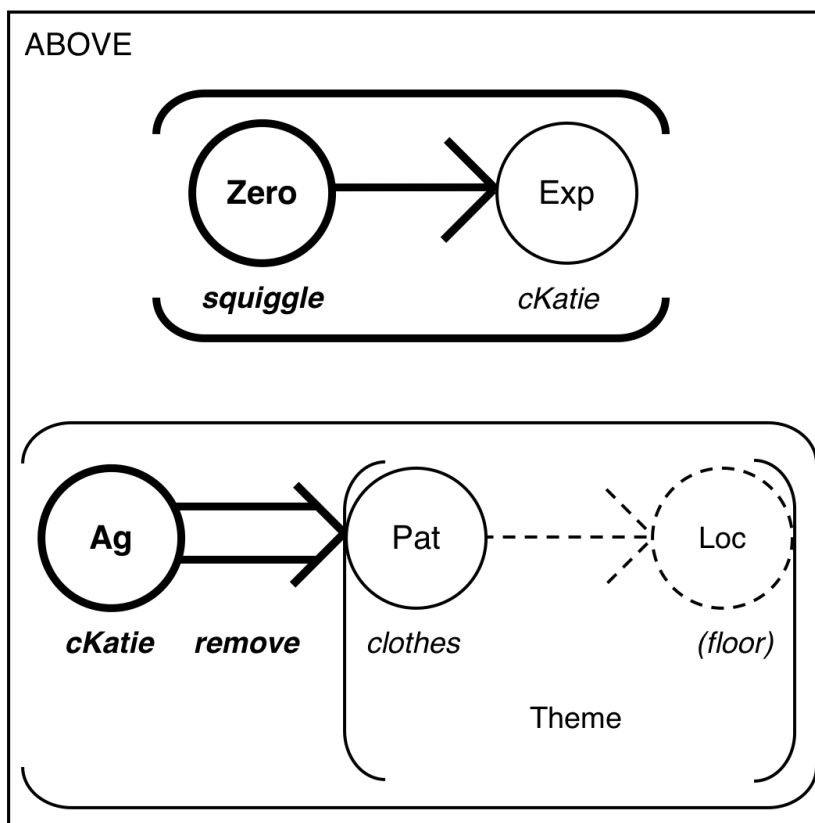 ABOVE
Zero Exp
squiggle cKatie
Ag Pat Loc
cKatie remove clothes (floor)
Theme